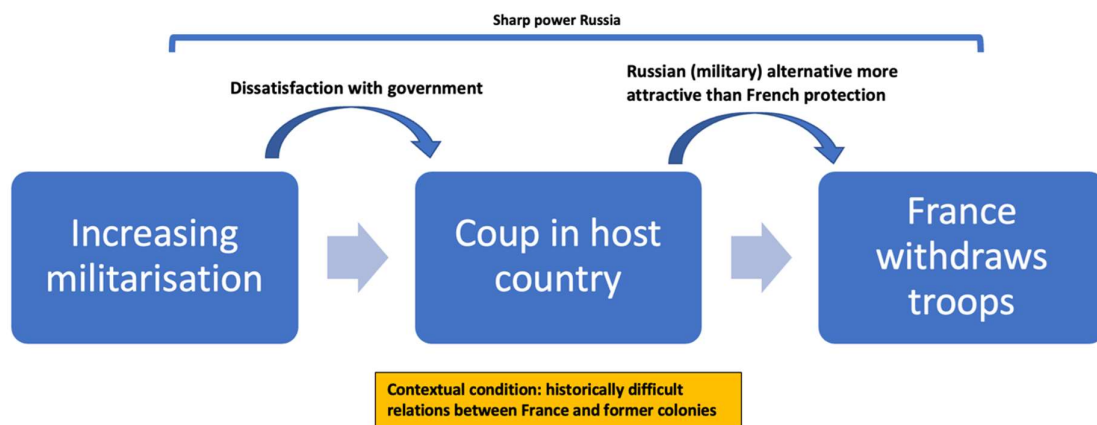 Sharp power Russia
Dissatisfaction with government
Russian (military) alternative more
attractive than French protection
Increasing
militarisation
Coup in host
country
France
withdraws
troops
Contextual condition: historically difficult
relations between France and former colonies